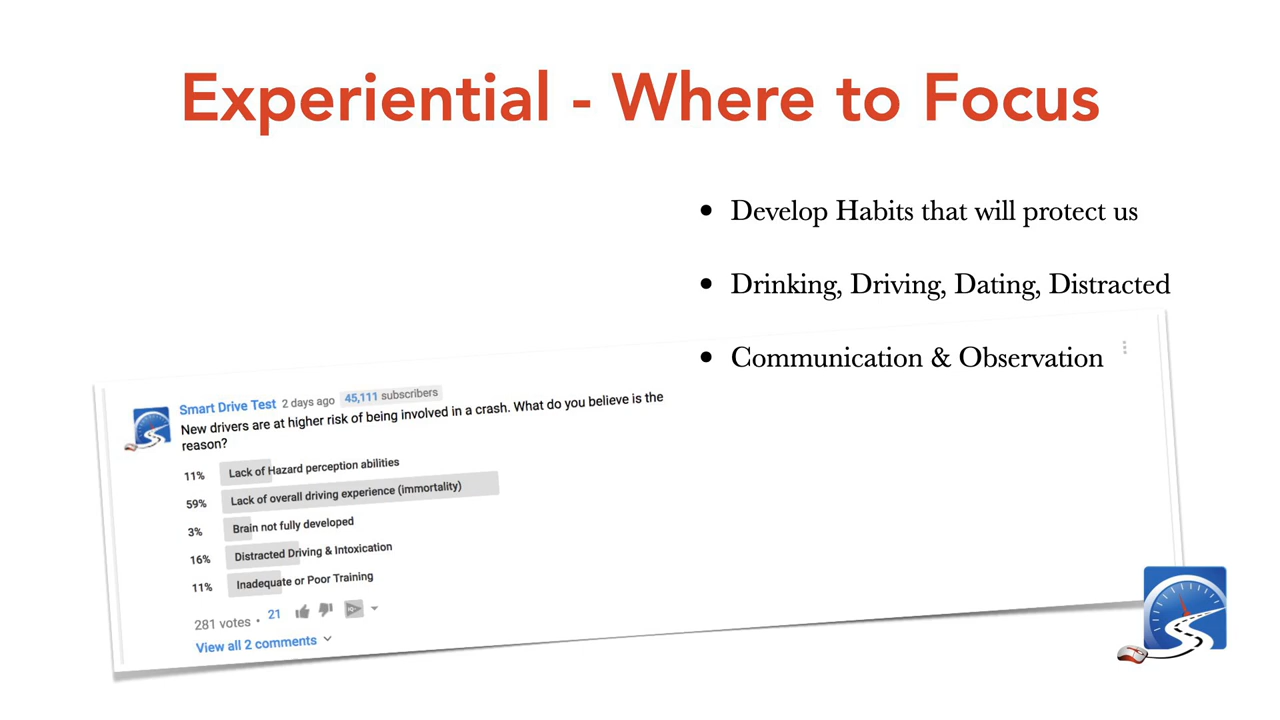 Experiential - Where to Focus
• Develop Habits that will protect us
• Drinking, Driving, Dating, Distracted
• Communication & Observation
Smart Drive Test 2 days ago 45,111 subscribers
New drivers are at higher risk of being involved in a crash. What do you believe is the
reason?
11% Lack of Hazard perception abilities
59% Lack of overall driving experience (immortality)
3% Brain not fully developed
16% Distracted Driving & Intoxication
11% Inadequate or Poor Training
281 votes • 21
View all 2 comments